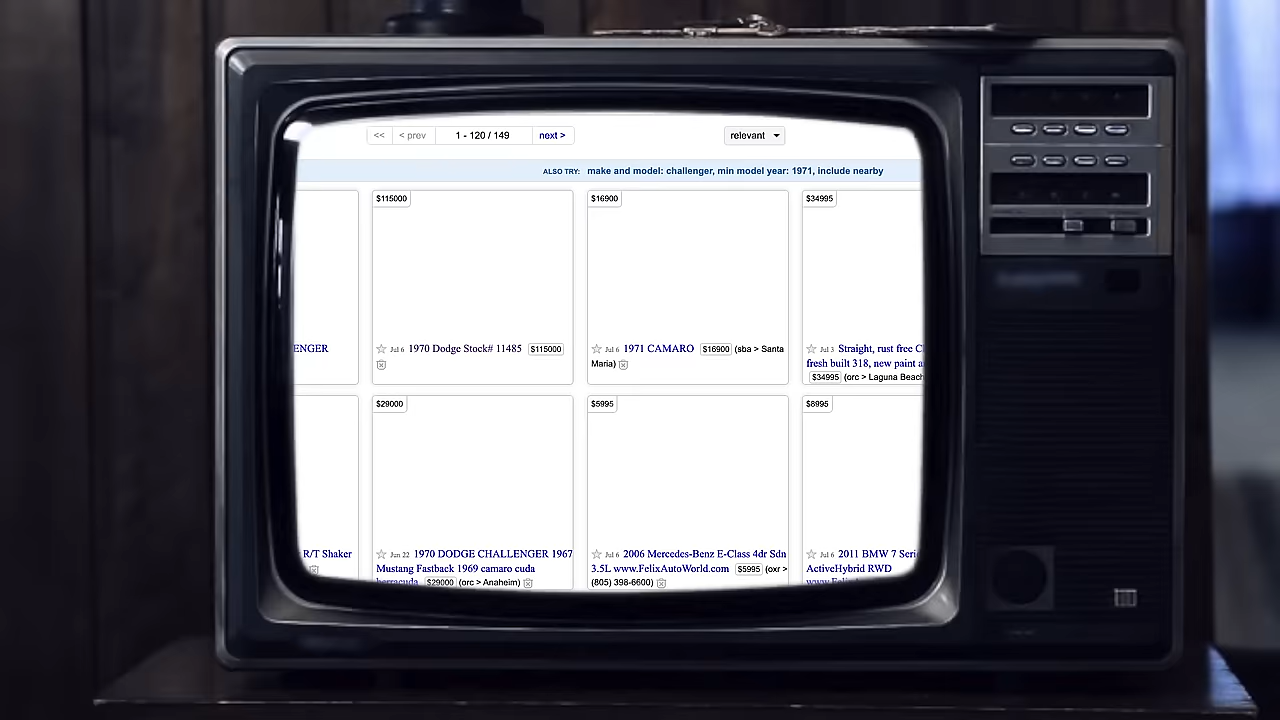 << < prev 1 - 120 / 149 next > relevant
ALSO TRY: make and model: challenger, min model year: 1971, include nearby
$115000 $16900 $34995
ENGER
Jul 6 1970 Dodge Stock# 11485 $115000
Jul 6 1971 CAMARO $16900 (sba > Santa
Maria)
Jul 3 Straight, rust free
fresh built 318, new paint
$34995 (orc > Laguna Beach
$29000 $5995 $8995
R/T Shaker
Jun 22 1970 DODGE CHALLENGER 1967
Mustang Fastback 1969 camaro cuda
barracuda $29000 (orc > Anaheim)
Jul 6 2006 Mercedes-Benz E-Class 4dr Sdn
3.5L www.FelixAutoWorld.com $5995 (oxr >
(805) 398-6600)
Jul 6 2011 BMW 7
ActiveHybrid RWD